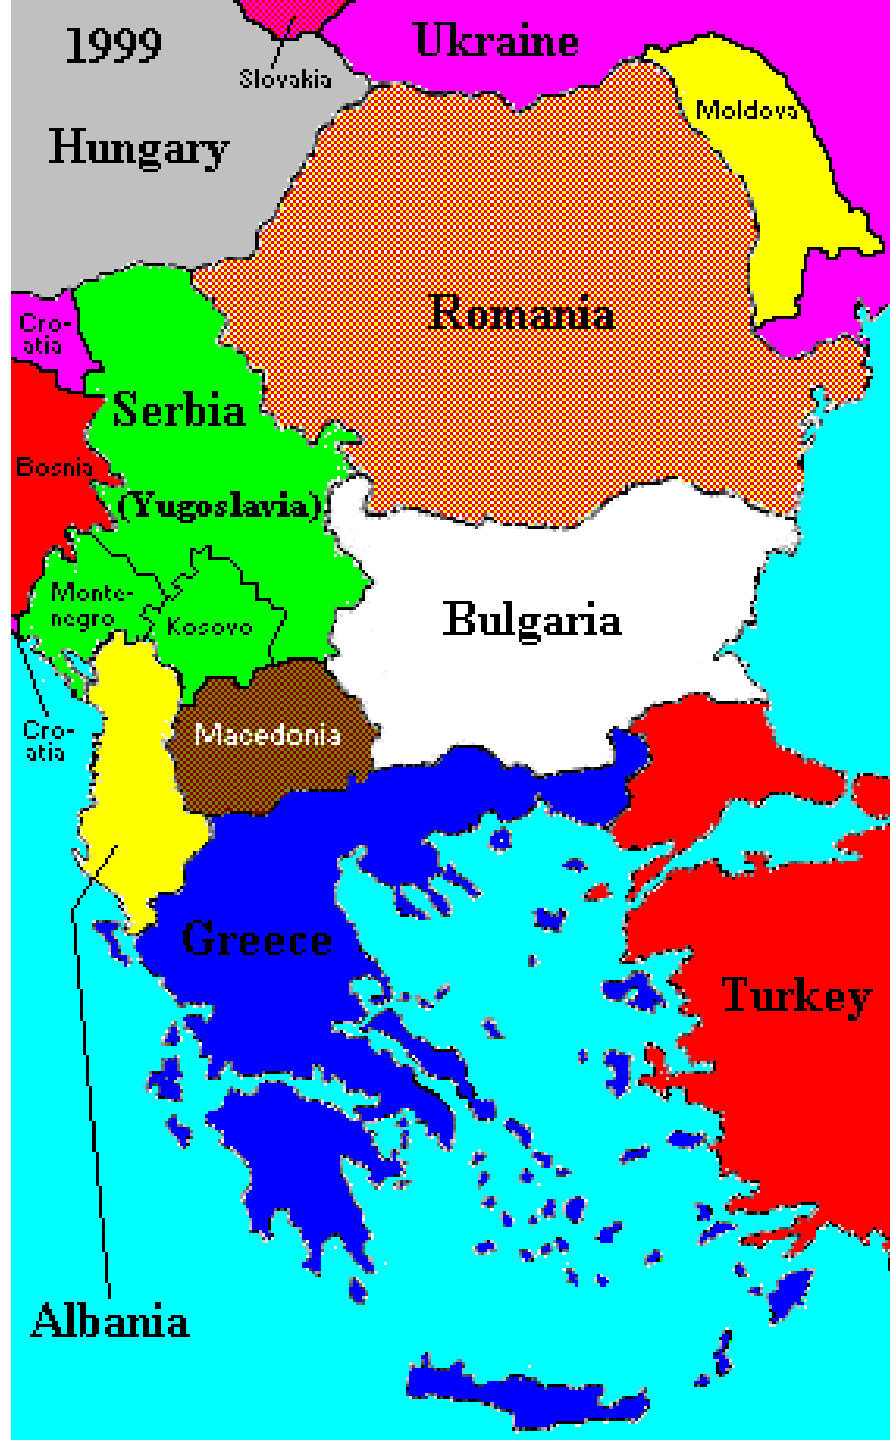 1999
Ukraine
Slovakia
Moldova
Hungary
Romania
Cro-
atia
Serbia
Bosnia
(Yugoslavia)
Monte-
negro
Kosovo
Bulgaria
Cro-
atia
Macedonia
Greece
Turkey
Albania